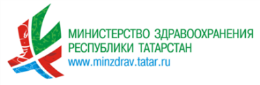 МИНИСТЕРСТВО ЗДРАВООХРАНЕНИЯ
РЕСПУБЛИКИ ТАТАРСТАН
www.minzdrav.tatar.ru